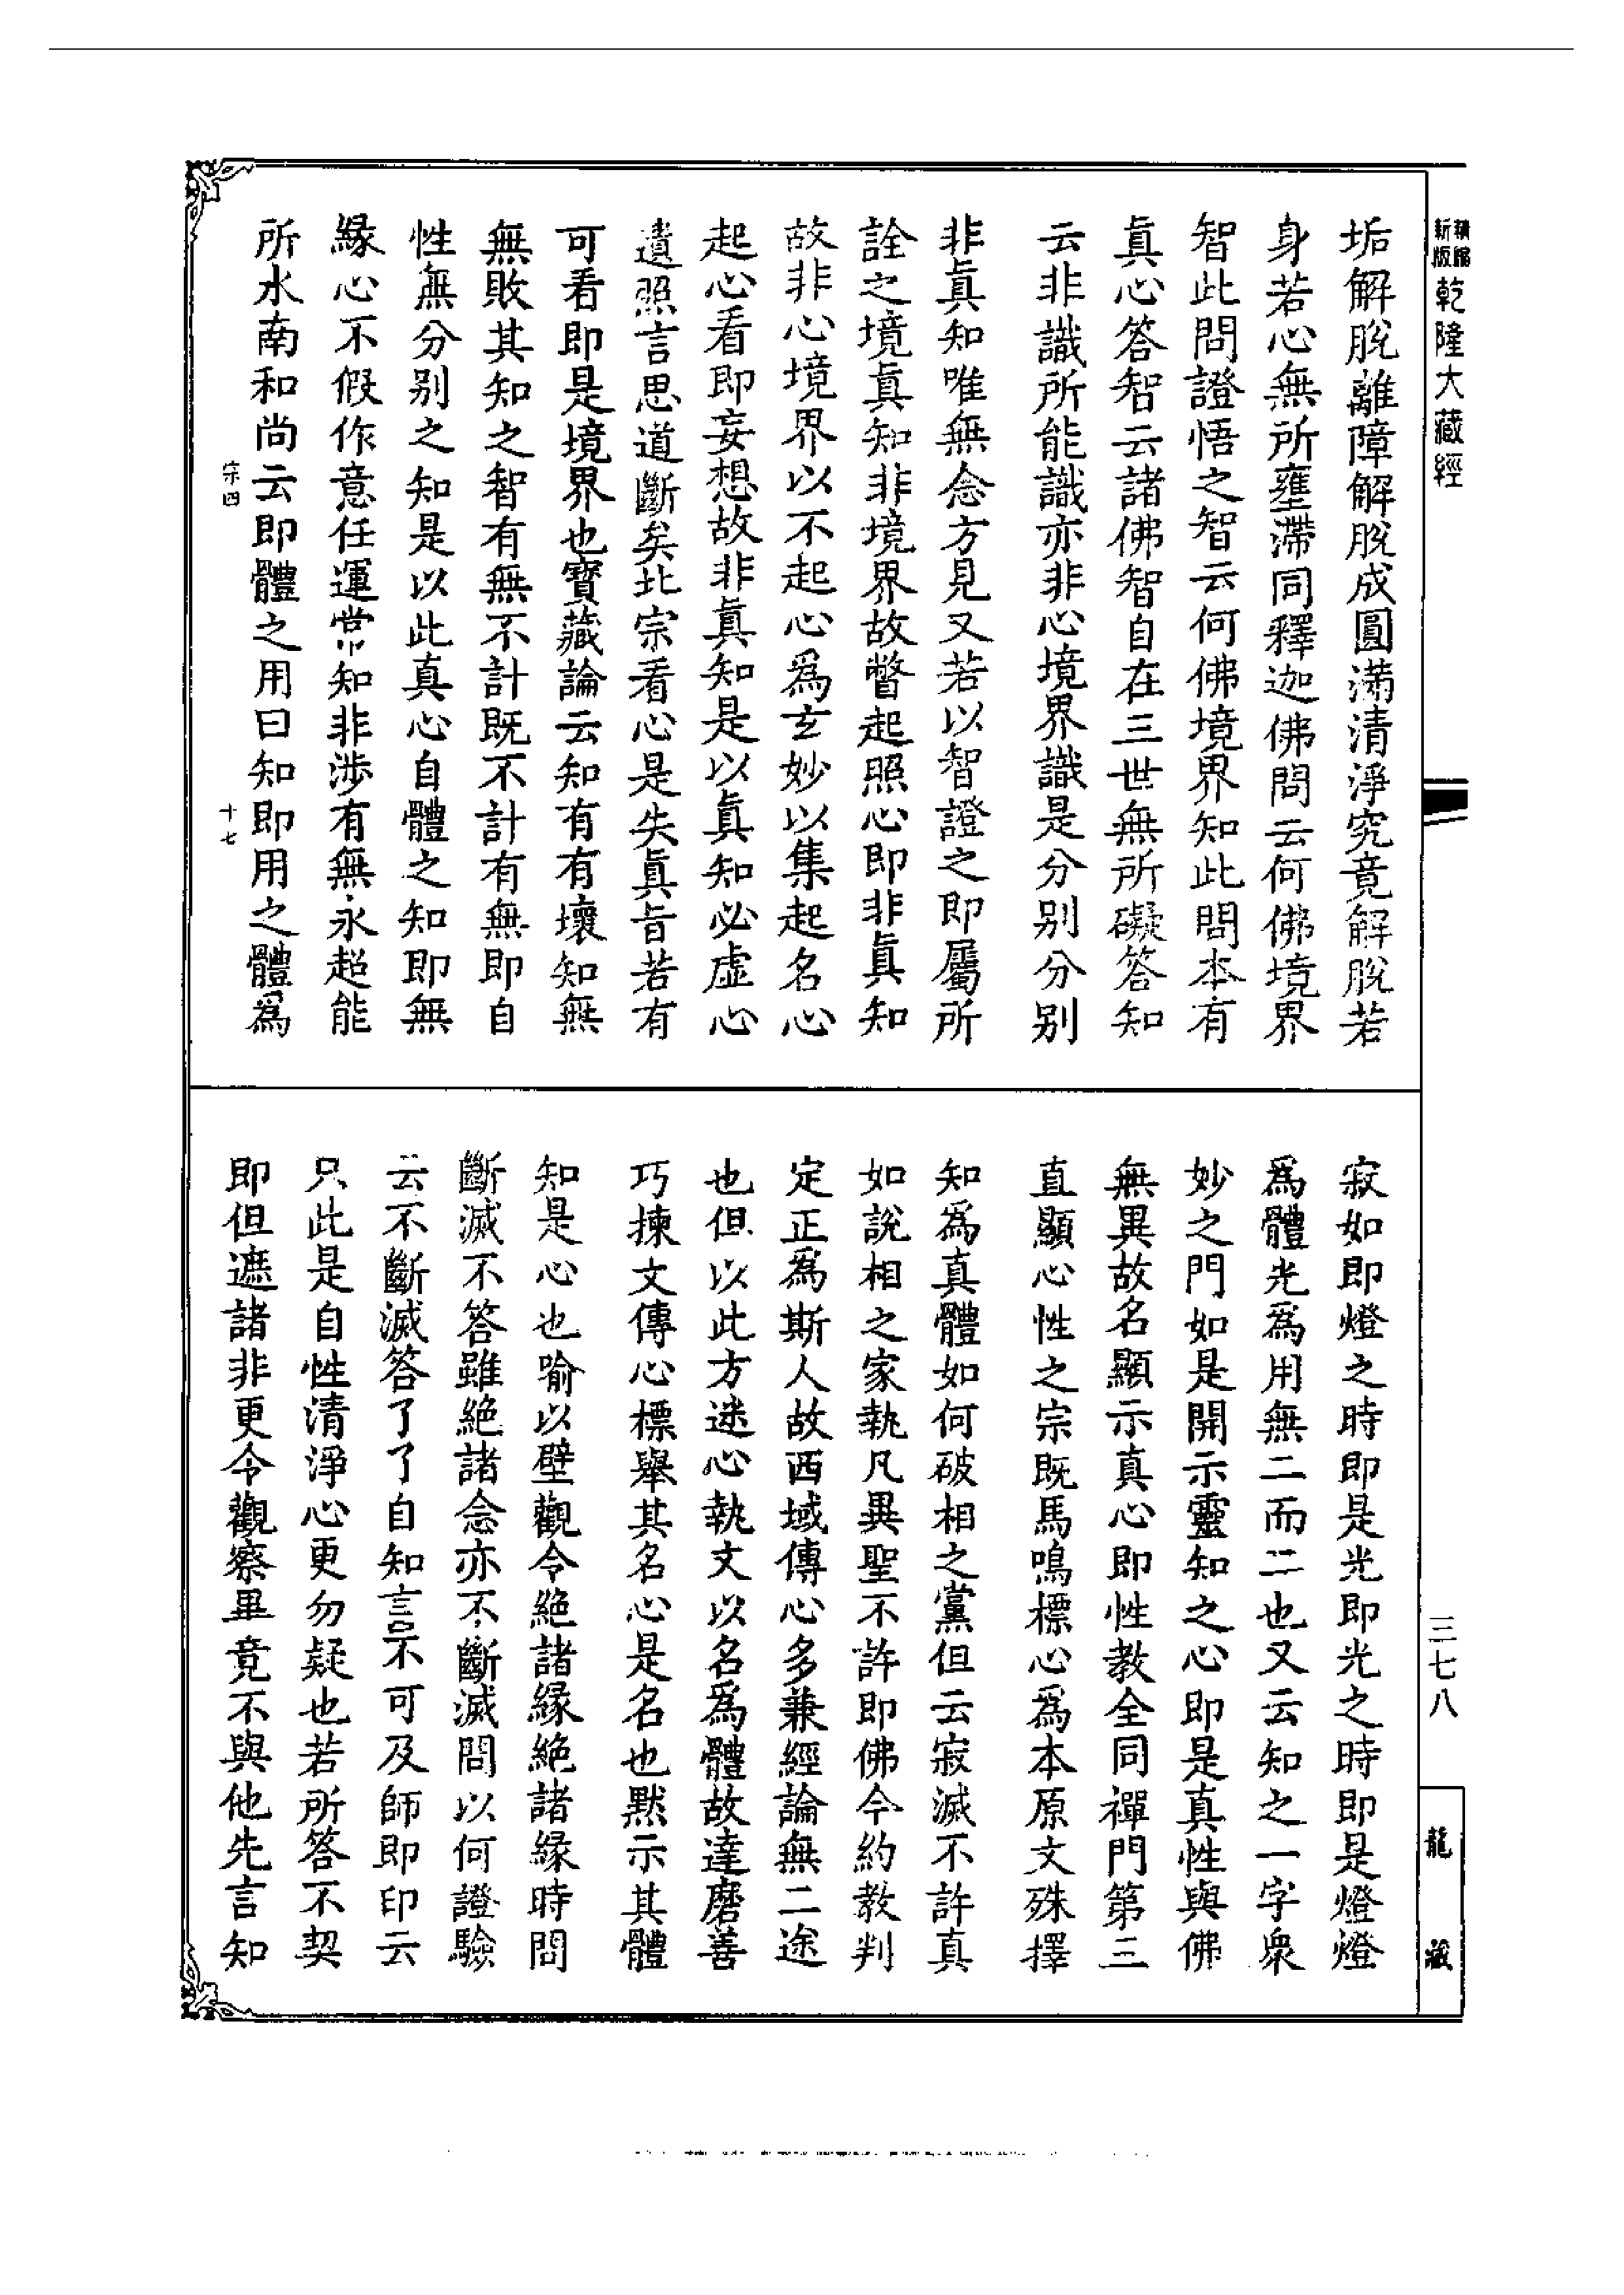 新版縮編乾隆大藏經
垢解脫離障解脫成圓滿清淨究竟解脫若
身若心無所壅滯同釋迦佛問云何佛境界
智此問證悟之智云何佛境界知此問本有
真心答智云諸佛智自在三世無所礙答知
云非識所能識亦非心境界識是分別分別
非真知唯無念方見又若以智證之即屬所
詮之境真知非境界故瞥起照心即非真知
故非心境界以不起心為玄妙以集起名心
起心看即妄想故非真知是以真知必虛心
遺照言思道斷矣北宗看心是失真旨若有
可看即是境界也寶藏論云知有有壞知無
無敗其知之智有無不計既不計有無即自
性無分別之知是以此真心自體之知即無
緣心不假作意任運常知非涉有無永超能
所水南和尚云即體之用曰知即用之體為
宗四
十七
三七八
龍藏
寂如即燈之時即是光即光之時即是燈燈
為體光為用無二而二也又云知之一字衆
妙之門如是開示靈知之心即是真性與佛
無異故名顯示真心即性教全同禪門第三
直顯心性之宗既馬鳴標心為本原文殊擇
知為真體如何破相之黨但云寂滅不許真
如說相之家執凡異聖不許即佛今約教判
定正為斯人故西域傳心多兼經論無二途
也但以此方迷心執文以名為體故達磨善
巧揀文傳心標舉其名心是名也默示其體
知是心也喻以壁觀令絕諸緣絕諸緣時問
斷滅不答雖絕諸念亦不斷滅問以何證驗
云不斷滅答了了自知言不可及師即印云
只此是自性清淨心更勿疑也若所答不契
即但遮諸非更令觀察畢竟不與他先言知